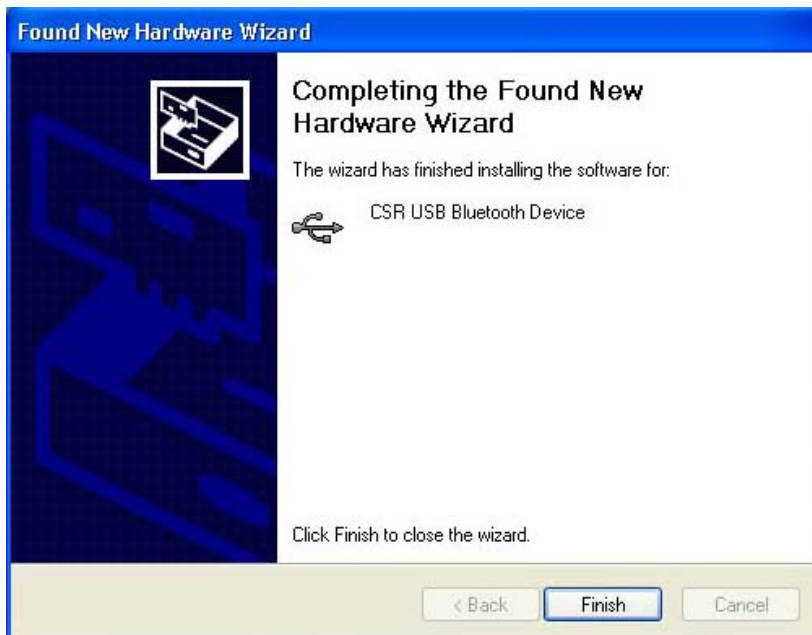 Found New Hardware Wizard
Completing the Found New
Hardware Wizard
The wizard has finished installing the software for:
CSR USB Bluetooth Device
Click Finish to close the wizard.
< Back Finish Cancel